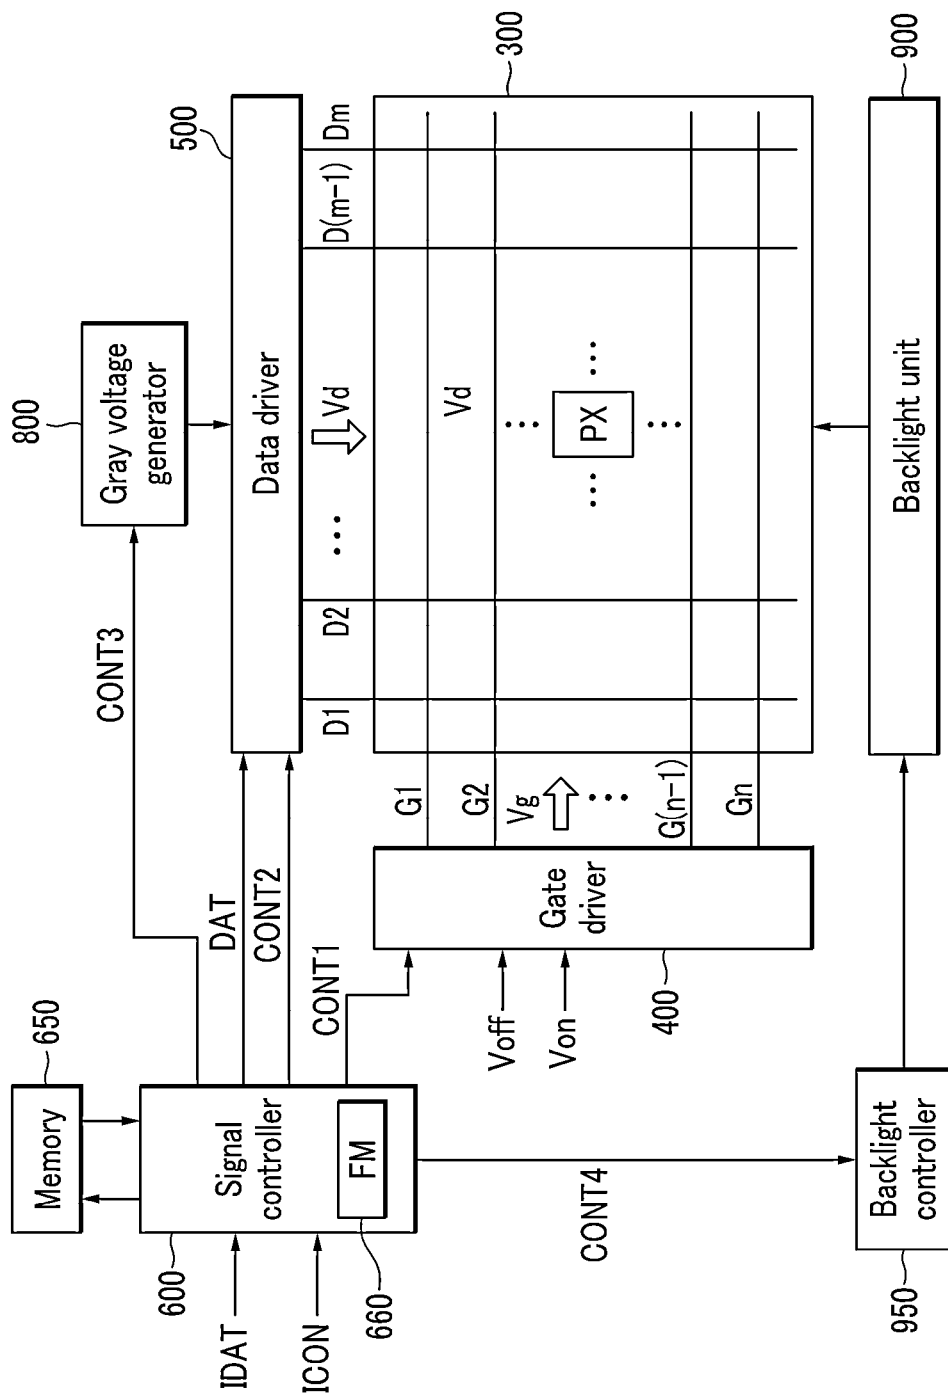 800
Gray voltage
generator
500
Data driver
CONT3
650
Memory
DAT
CONT2
D1
D2
...
Vd
D(m-1)
Dm
300
600
IDAT
ICON
Signal
controller
FM
660
CONT1
Voff
Von
Gate
driver
400
G1
G2
Vg
...
G(n-1)
Gn
Vd
...
... PX ...
...
CONT4
950
Backlight
controller
Backlight unit
900